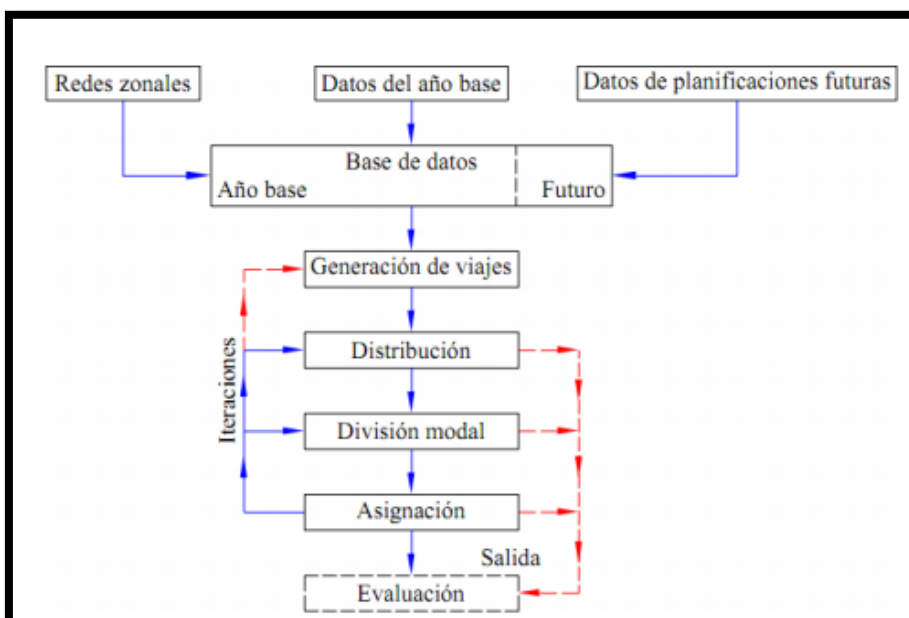 Redes zonales
Datos del año base
Datos de planificaciones futuras
Base de datos
Año base
Futuro
Generación de viajes
Iteraciones
Distribución
División modal
Asignación
Salida
Evaluación